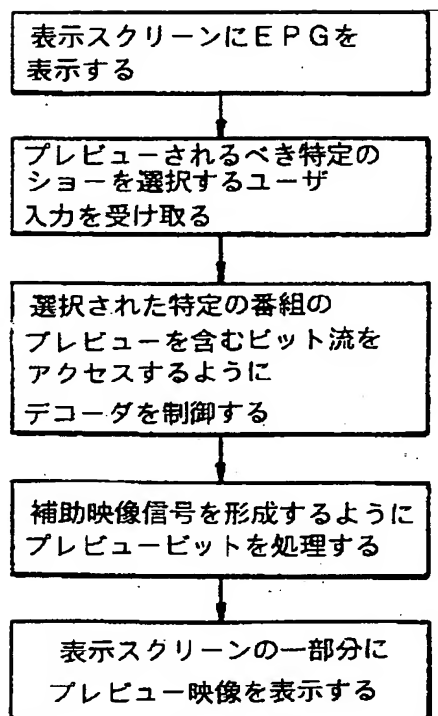 表示スクリーンにEPGを
表示する
プレビューされるべき特定の
ショーを選択するユーザ
入力を受け取る
選択された特定の番組の
プレビューを含むビット流を
アクセスするように
デコーダを制御する
補助映像信号を形成するように
プレビュービットを処理する
表示スクリーンの一部分に
プレビュー映像を表示する